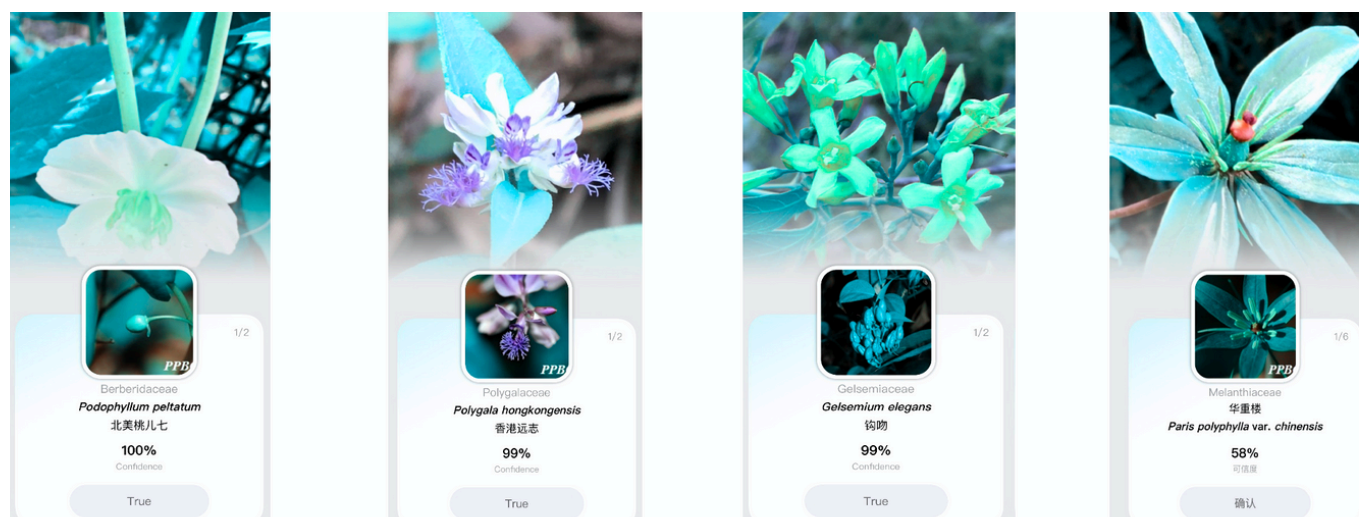 PPB
1/2
Berberidaceae
Podophyllum peltatum
北美桃儿七
100%
Confidence
True
PPB
1/2
Polygalaceae
Polygala hongkongensis
香港远志
99%
Confidence
True
1/2
Gelsemiaceae
Gelsemium elegans
钩吻
99%
Confidence
True
PPB
1/6
Melanthiaceae
华重楼
Paris polyphylla var. chinensis
58%
可信度
确认